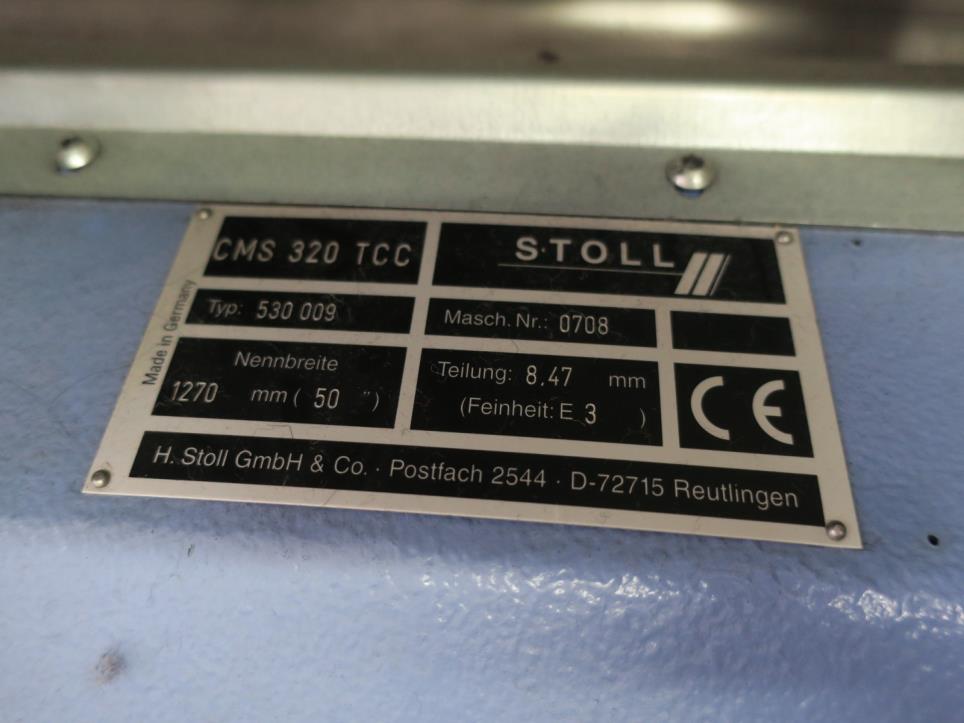 CMS 320 TCC
S·TOLL
Typ: 530 009
Masch. Nr.: 0708
Made in Germany
Nennbreite
1270 mm ( 50 " )
Teilung: 8,47 mm
(Feinheit: E 3 )
CE
H. Stoll GmbH & Co. · Postfach 2544 · D-72715 Reutlingen